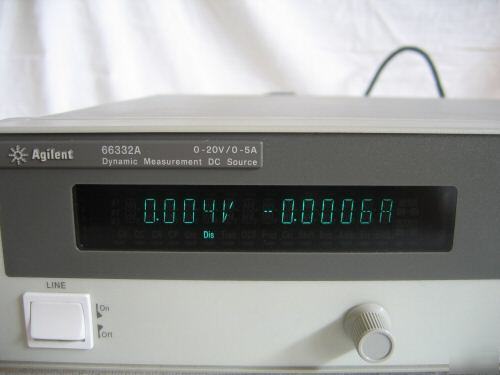 Agilent 66332A 0-20V/0-5A
Dynamic Measurement DC Source
0.004V -0.0006A
Dis
LINE
On
Off